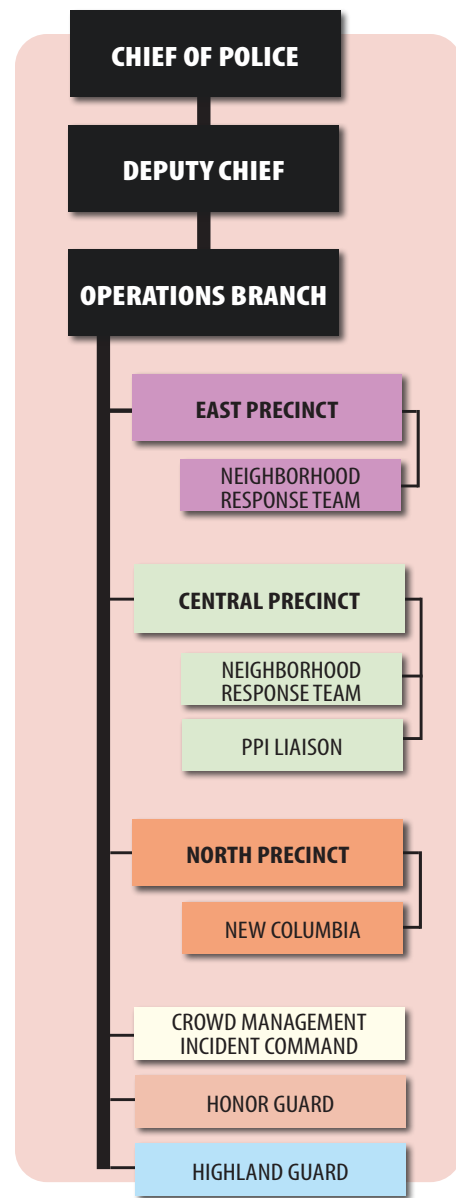 CHIEF OF POLICE
DEPUTY CHIEF
OPERATIONS BRANCH
EAST PRECINCT
NEIGHBORHOOD
RESPONSE TEAM
CENTRAL PRECINCT
NEIGHBORHOOD
RESPONSE TEAM
PPI LIAISON
NORTH PRECINCT
NEW COLUMBIA
CROWD MANAGEMENT
INCIDENT COMMAND
HONOR GUARD
HIGHLAND GUARD